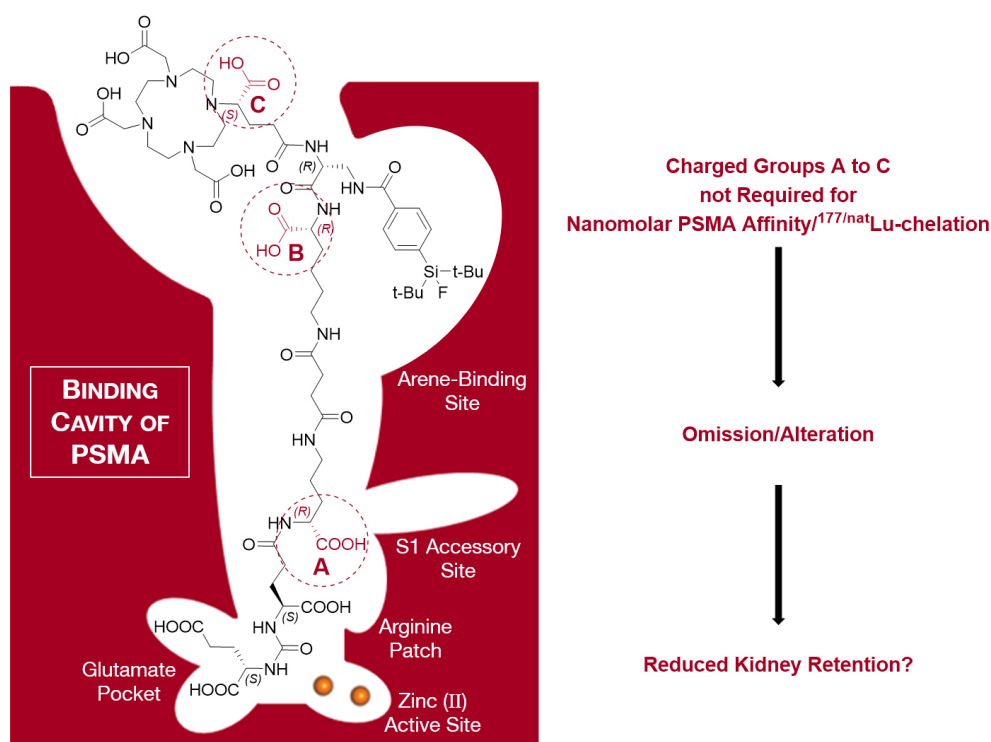 O
HO
HO
O
C
N
N
N
N
(S)
OH
O
O
OH
O
H
N
(R)
O
NH
O
O
HO
O
NH
(R)
B
Si
t-Bu
t-Bu
F
NH
O
O
HN
(R)
HN
COOH
O
A
COOH
(S)
HOOC
HN
O
NH
HOOC
(S)
BINDING
CAVITY OF
PSMA
Arene-Binding
Site
S1 Accessory
Site
Arginine
Patch
Glutamate
Pocket
Zinc (II)
Active Site
Charged Groups A to C
not Required for
Nanomolar PSMA Affinity/177/natLu-chelation
Omission/Alteration
Reduced Kidney Retention?